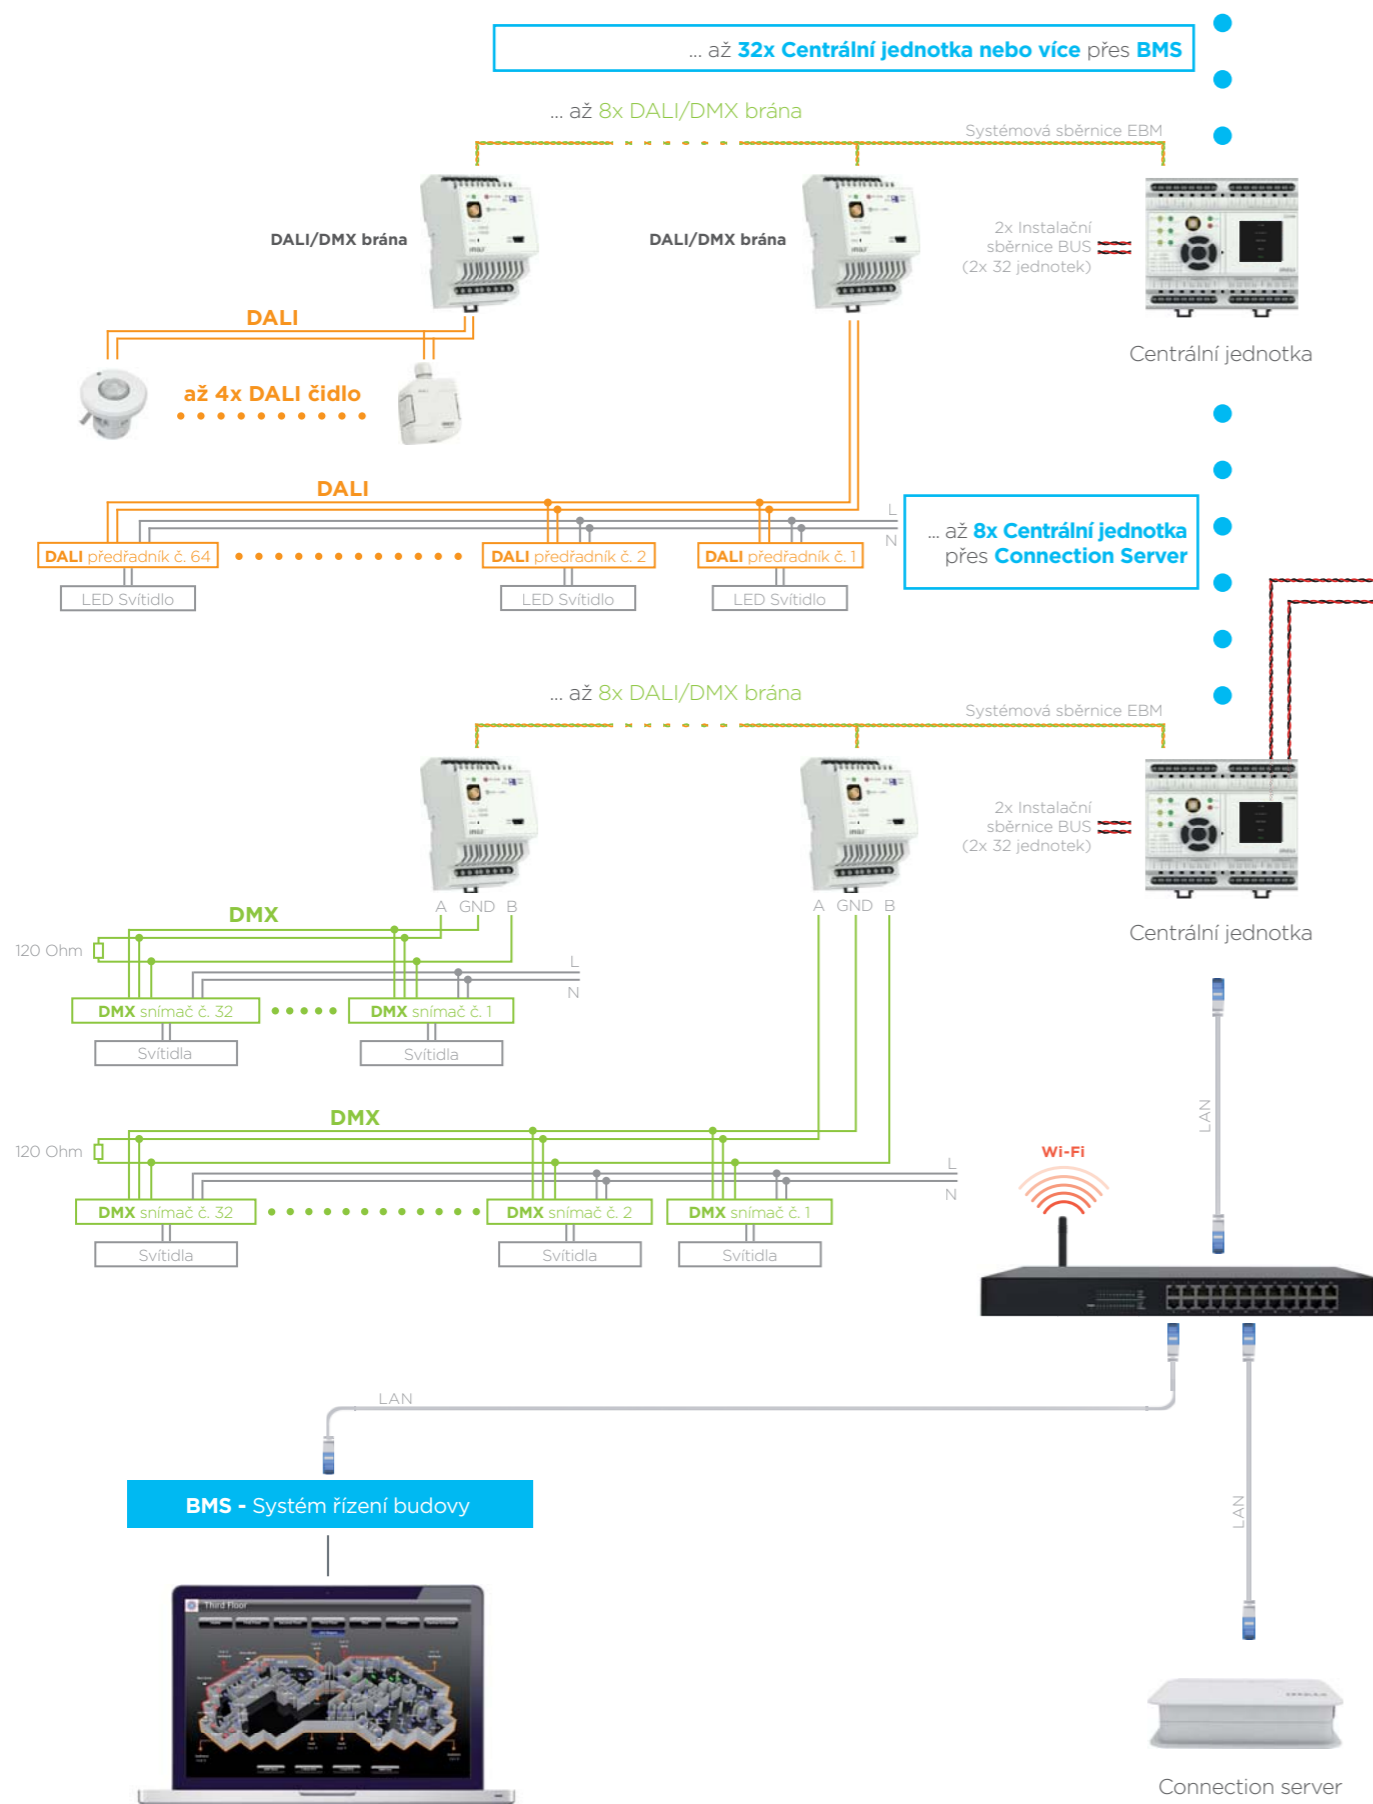 ... až 32x Centrální jednotka nebo více přes BMS
... až 8x DALI/DMX brána
Systémová sběrnice EBM
DALI/DMX brána
DALI/DMX brána
2x Instalační
sběrnice BUS
(2x 32 jednotek)
Centrální jednotka
DALI
až 4x DALI čidlo
DALI
L
N
... až 8x Centrální jednotka
přes Connection Server
DALI předřadník č. 64
DALI předřadník č. 2
DALI předřadník č. 1
LED Svítidlo
LED Svítidlo
LED Svítidlo
... až 8x DALI/DMX brána
Systémová sběrnice EBM
2x Instalační
sběrnice BUS
(2x 32 jednotek)
Centrální jednotka
A GND B
A GND B
DMX
120 Ohm
L
N
DMX snímač č. 32
DMX snímač č. 1
Svítidla
Svítidla
DMX
120 Ohm
L
N
DMX snímač č. 32
DMX snímač č. 2
DMX snímač č. 1
Svítidla
Svítidla
Svítidla
LAN
Wi-Fi
LAN
LAN
BMS - Systém řízení budovy
Third Floor
Connection server